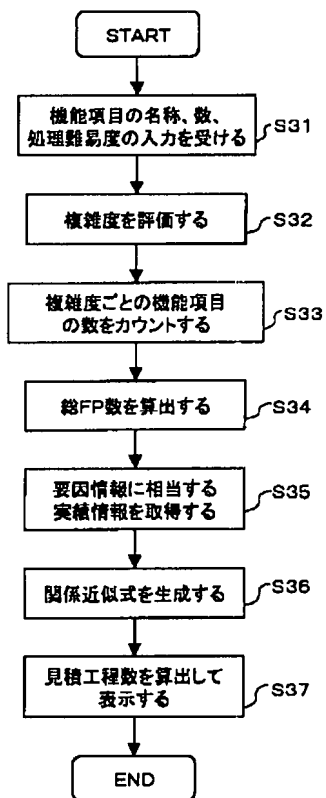 START
機能項目の名称、数、
処理難易度の入力を受ける
S31
複雑度を評価する
S32
複雑度ごとの機能項目
の数をカウントする
S33
総FP数を算出する
S34
要因情報に相当する
実績情報を取得する
S35
関係近似式を生成する
S36
見積工程数を算出して
表示する
S37
END